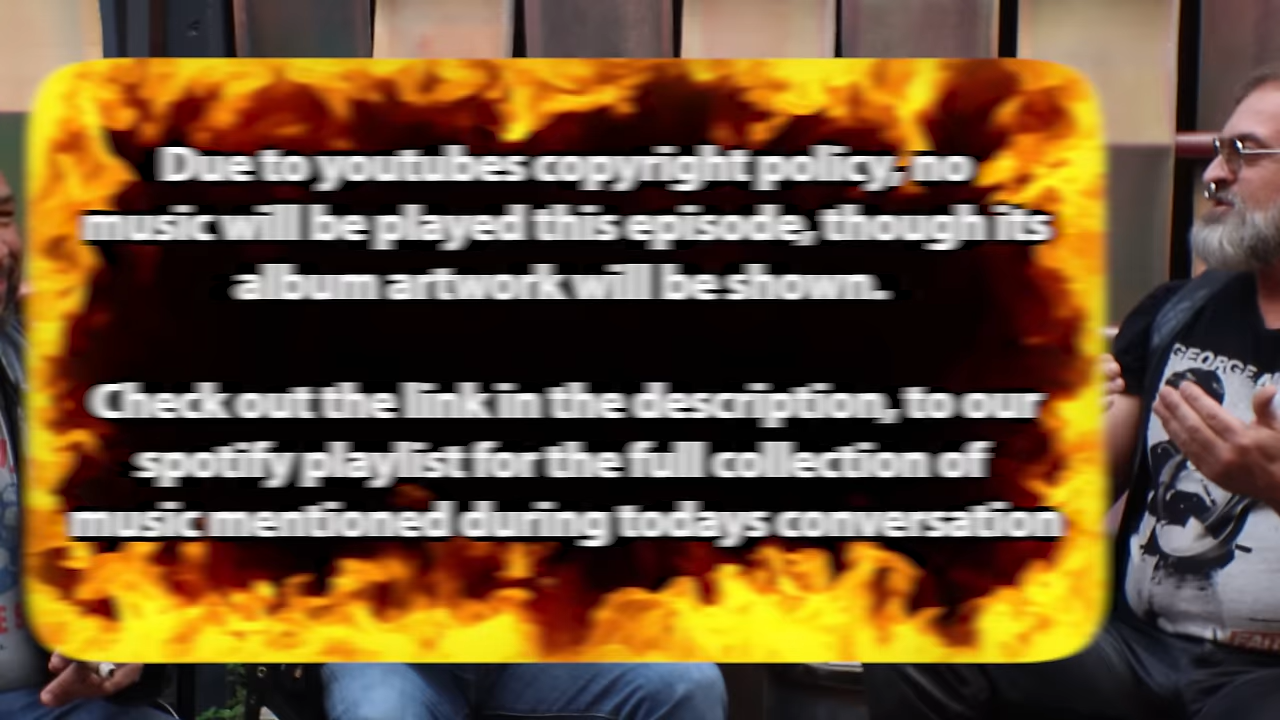 Due to youtubes copyright policy, no
music will be played this episode, though its
album artwork will be shown.
Check out the link in the description, to our
spotify playlist for the full collection of
music mentioned during todays conversation
GEORGE